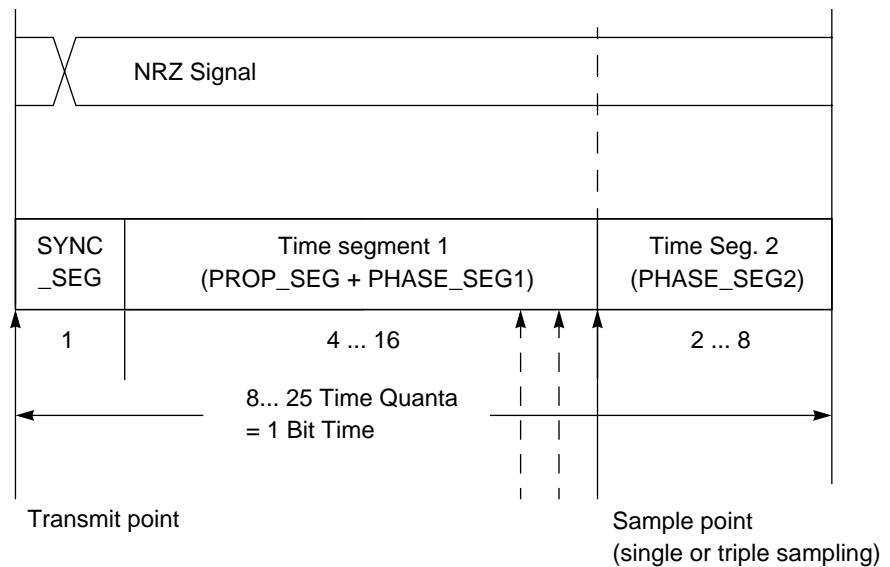 NRZ Signal
SYNC
_SEG
Time segment 1
(PROP_SEG + PHASE_SEG1)
Time Seg. 2
(PHASE_SEG2)
1
4 ... 16
2 ... 8
8... 25 Time Quanta
= 1 Bit Time
Transmit point
Sample point
(single or triple sampling)